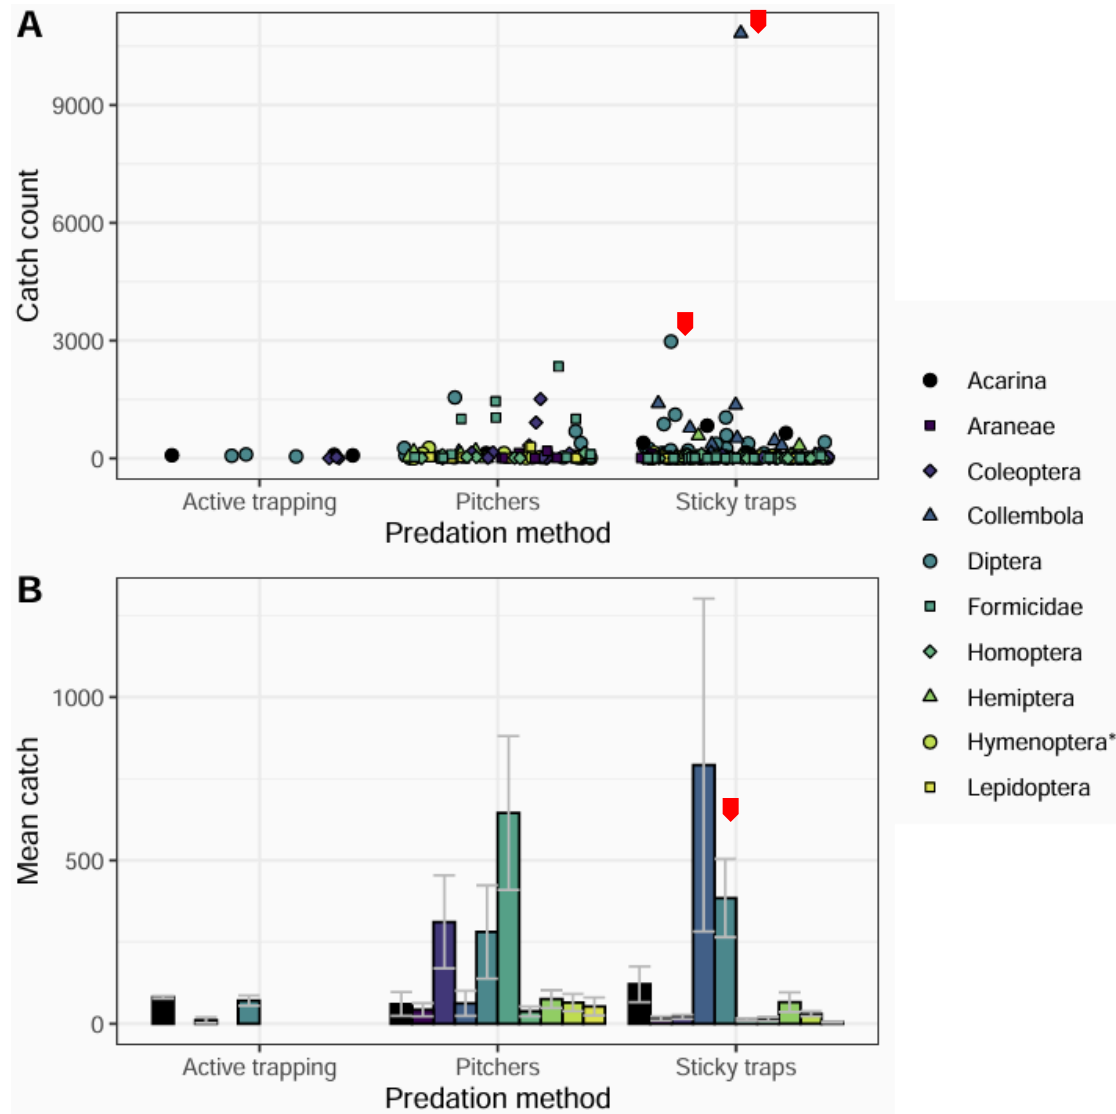 A
Catch count
9000
6000
3000
0
Active trapping
Pitchers
Sticky traps
Predation method
B
Mean catch
1000
500
0
Active trapping
Pitchers
Sticky traps
Predation method
Acarina
Araneae
Coleoptera
Collembola
Diptera
Formicidae
Homoptera
Hemiptera
Hymenoptera*
Lepidoptera